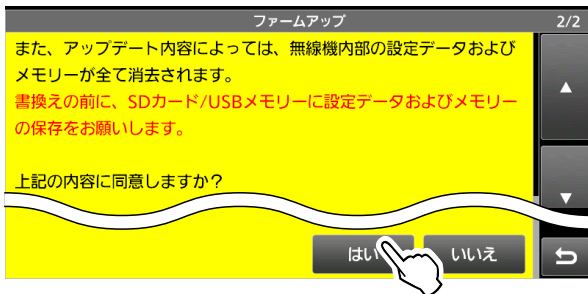 ファームアップ 2/2
また、アップデート内容によっては、無線機内部の設定データおよび
メモリーが全て消去されます。
書換えの前に、SDカード/USBメモリーに設定データおよびメモリー
の保存をお願いします。
上記の内容に同意しますか？
はい いいえ